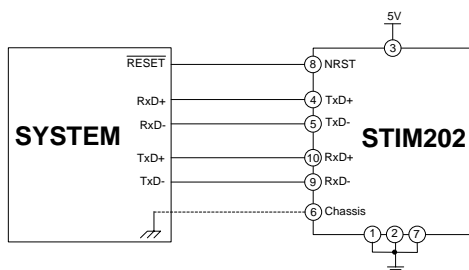 5V
3
RESET
8 NRST
RxD+
4 TxD+
RxD-
5 TxD-
SYSTEM
STIM202
TxD+
10 RxD+
TxD-
9 RxD-
6 Chassis
1 2 7